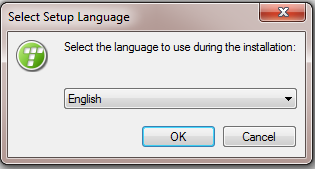 Select Setup Language
Select the language to use during the installation:
English
OK
Cancel